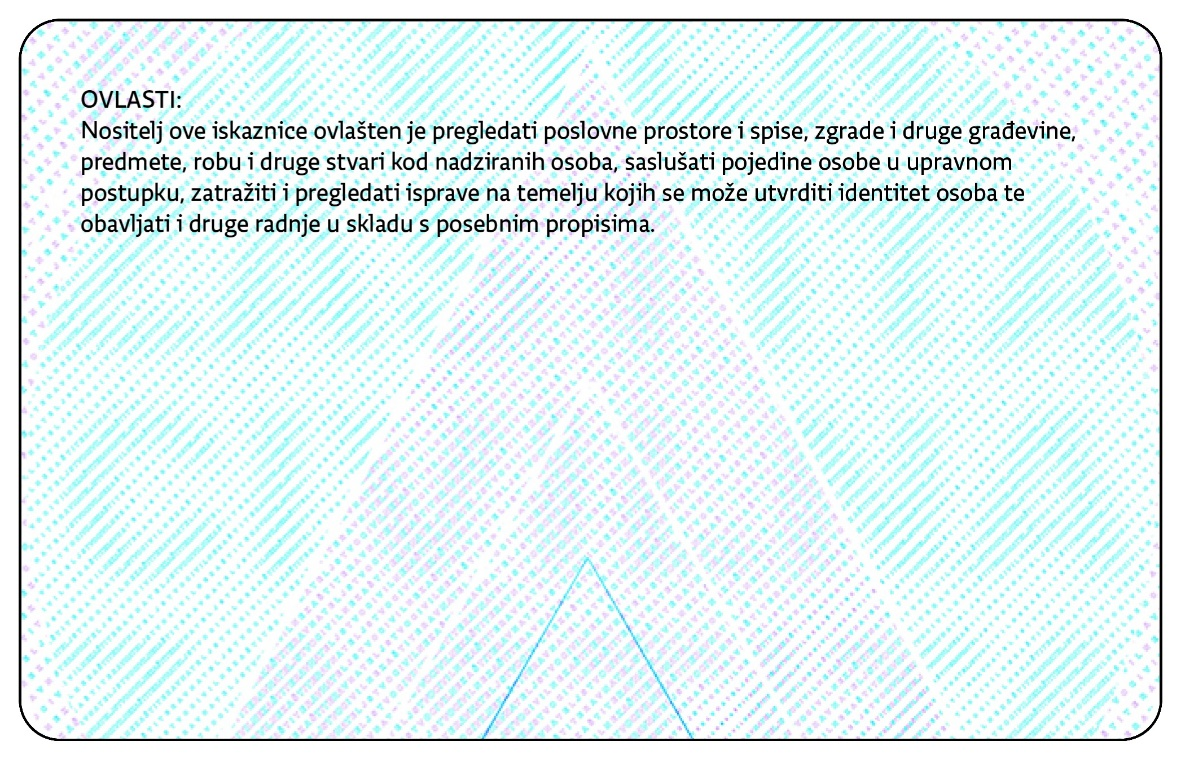 OVLASTI:
Nositelj ove iskaznice ovlašten je pregledati poslovne prostore i spise, zgrade i druge građevine,
predmete, robu i druge stvari kod nadziranih osoba, saslušati pojedine osobe u upravnom
postupku, zatražiti i pregledati isprave na temelju kojih se može utvrditi identitet osoba te
obavljati i druge radnje u skladu s posebnim propisima.